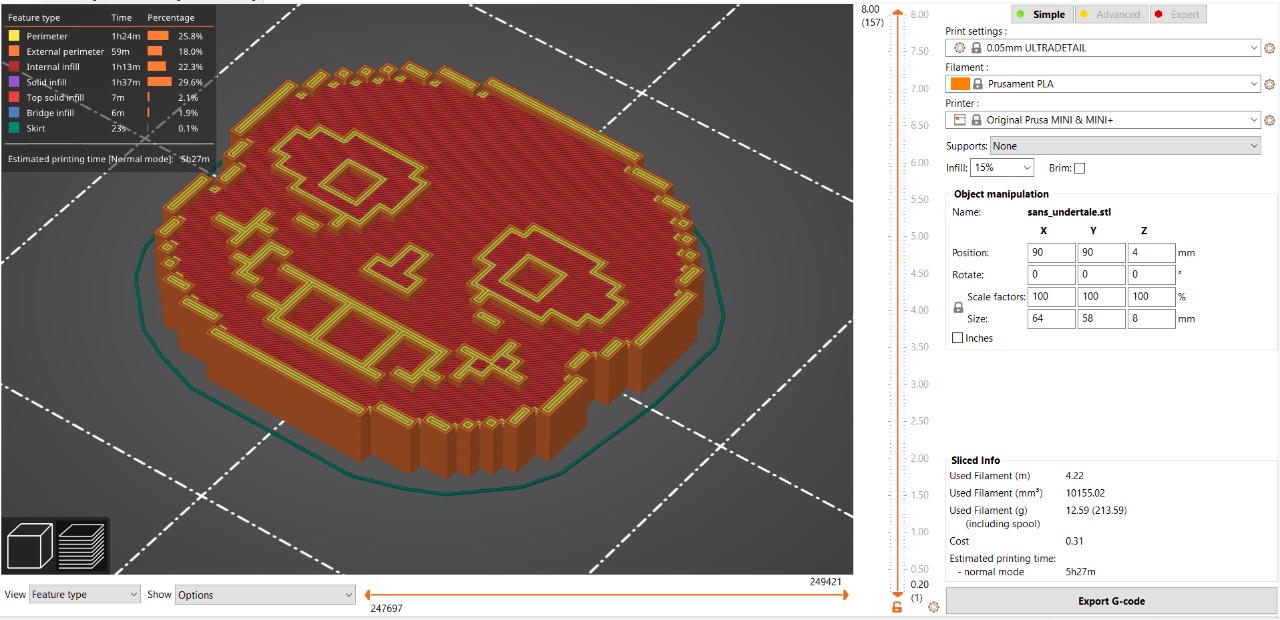 Feature type Time Percentage
Perimeter 1h24m 25.8%
External perimeter 59m 18.0%
Internal infill 1h13m 22.3%
Solid infill 1h37m 29.6%
Top solid infill 7m 2.1%
Bridge infill 6m 1.9%
Skirt 23s 0.1%
Estimated printing time [Normal mode]: 5h27m
View Feature type Show Options
249421
247697
8.00
(157)
8.00
7.50
7.00
6.50
6.00
5.50
5.00
4.50
4.00
3.50
3.00
2.50
2.00
1.50
1.00
0.50
0.20
(1)
Simple Advanced Expert
Print settings :
0.05mm ULTRADETAIL
Filament :
Prusament PLA
Printer :
Original Prusa MINI & MINI+
Supports: None
Infill: 15% Brim:
Object manipulation
Name: sans_undertale.stl
X Y Z
Position: 90 90 4 mm
Rotate: 0 0 0 °
Scale factors: 100 100 100 %
Size: 64 58 8 mm
Inches
Sliced Info
Used Filament (m) 4.22
Used Filament (mm³) 10155.02
Used Filament (g) 12.59 (213.59)
(including spool)
Cost 0.31
Estimated printing time:
- normal mode 5h27m
Export G-code